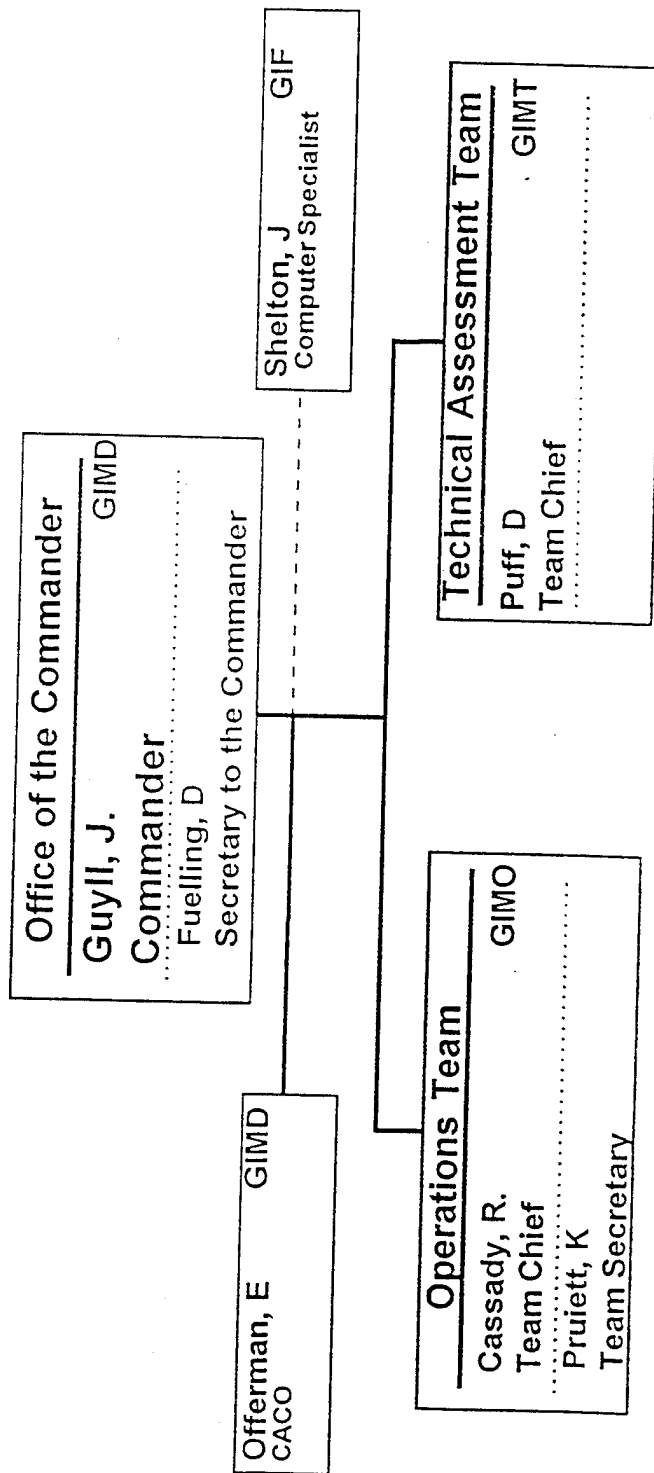 Office of the Commander
Guyll, J. GIMD
Commander
Fuelling, D
Secretary to the Commander
Offerman, E GIMD
CACO
Shelton, J GIF
Computer Specialist
Operations Team
Cassady, R. GIMO
Team Chief
Pruiett, K
Team Secretary
Technical Assessment Team
Puff, D GIMT
Team Chief